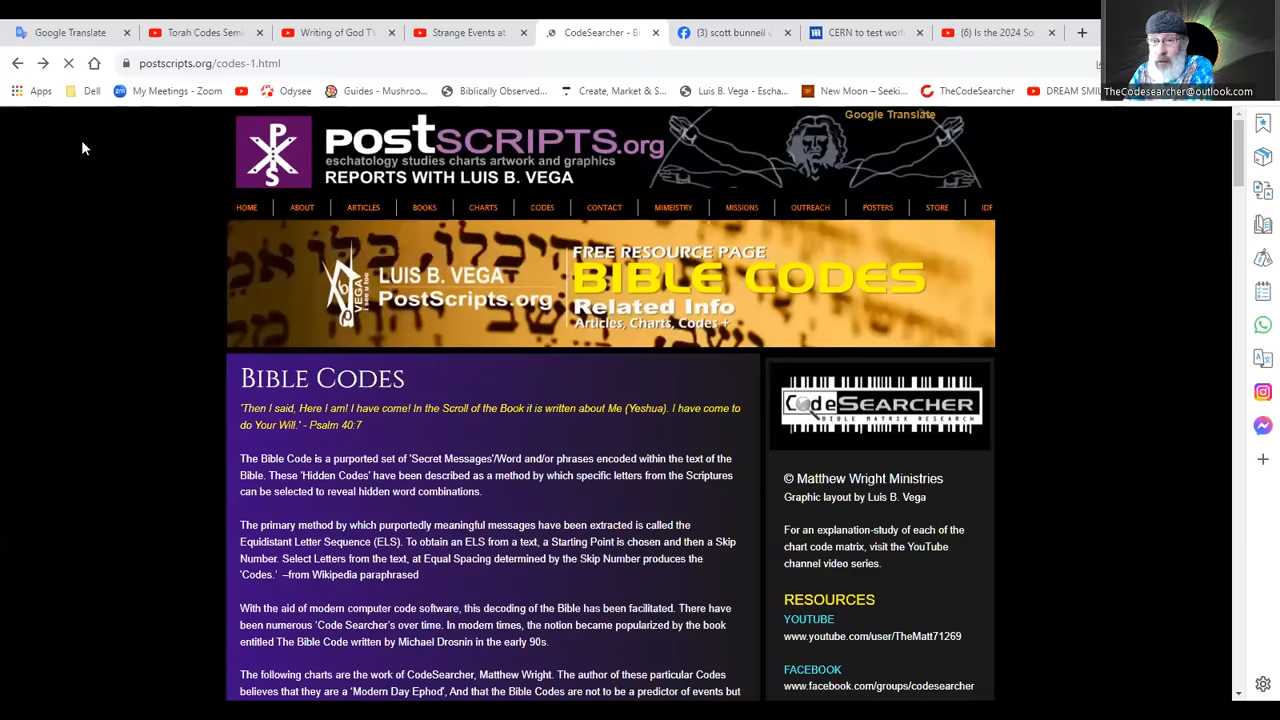 Google Translate
Torah Codes Semi
Writing of God TV
Strange Events at
CodeSearcher - Bi
(3) scott bunnell
CERN to test worl
(6) Is the 2024 So
postscripts.org/codes-1.html
Apps
Dell
My Meetings - Zoom
Odysee
Guides - Mushroo...
Biblically Observed...
Create, Market & S...
Luis B. Vega - Escha...
New Moon – Seeki...
TheCodesearcher
DREAM SMIL
TheCodesearcher@outlook.com
Google Translate
POSTSCRIPTS.org
eschatology studies charts artwork and graphics
REPORTS WITH LUIS B. VEGA
HOME
ABOUT
ARTICLES
BOOKS
CHARTS
CODES
CONTACT
MIMEISTRY
MISSIONS
OUTREACH
POSTERS
STORE
IDF
VEGA
LUIS B. VEGA
PostScripts.org
FREE RESOURCE PAGE
BIBLE CODES
Related Info
Articles, Charts, Codes +
BIBLE CODES
'Then I said, Here I am! I have come! In the Scroll of the Book it is written about Me (Yeshua). I have come to
do Your Will.' - Psalm 40:7
The Bible Code is a purported set of 'Secret Messages'/Word and/or phrases encoded within the text of the
Bible. These 'Hidden Codes' have been described as a method by which specific letters from the Scriptures
can be selected to reveal hidden word combinations.
The primary method by which purportedly meaningful messages have been extracted is called the
Equidistant Letter Sequence (ELS). To obtain an ELS from a text, a Starting Point is chosen and then a Skip
Number. Select Letters from the text, at Equal Spacing determined by the Skip Number produces the
'Codes.' –from Wikipedia paraphrased
With the aid of modern computer code software, this decoding of the Bible has been facilitated. There have
been numerous 'Code Searcher's over time. In modern times, the notion became popularized by the book
entitled The Bible Code written by Michael Drosnin in the early 90s.
The following charts are the work of CodeSearcher, Matthew Wright. The author of these particular Codes
believes that they are a 'Modern Day Ephod', And that the Bible Codes are not to be a predictor of events but
CodeSEARCHER
BIBLE MATRIX RESEARCH
© Matthew Wright Ministries
Graphic layout by Luis B. Vega
For an explanation-study of each of the
chart code matrix, visit the YouTube
channel video series.
RESOURCES
YOUTUBE
www.youtube.com/user/TheMatt71269
FACEBOOK
www.facebook.com/groups/codesearcher